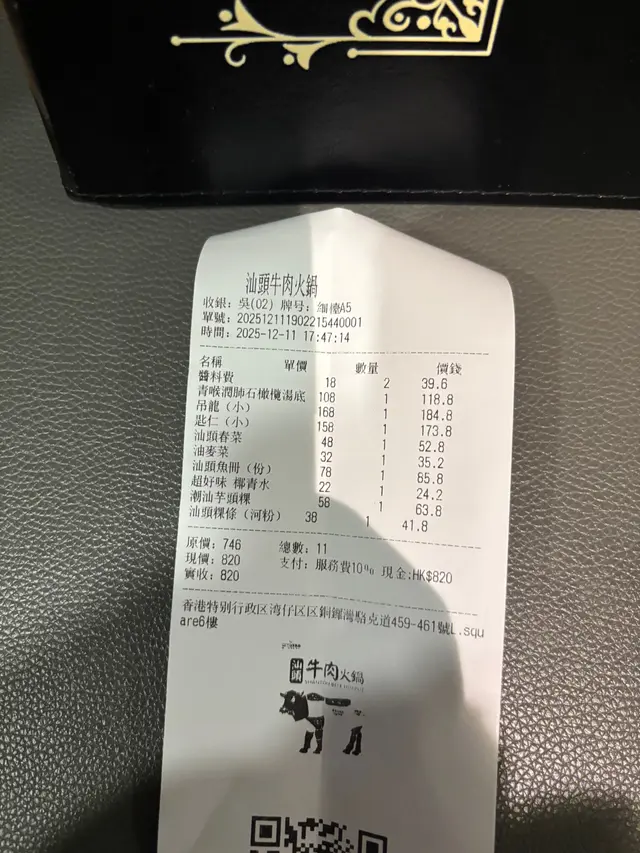 汕頭牛肉火鍋
收銀: 吳(02) 牌号: 細檯A5
單號: 202512111902215440001
時間: 2025-12-11 17:47:14
名稱 單價 數量 價錢
醬料費 18 2 39.6
青喉潤肺石橄欖湯底 108 1 118.8
吊龍（小） 168 1 184.8
匙仁（小） 158 1 173.8
汕頭春菜 48 1 52.8
油麥菜 32 1 35.2
汕頭魚冊（份） 78 1 85.8
超好味 椰青水 22 1 24.2
潮汕芋頭粿 58 1 63.8
汕頭粿條（河粉） 38 1 41.8
原價: 746 總數: 11
現價: 820 支付: 服務費10% 現金:HK$820
實收: 820
香港特別行政区湾仔区区銅鑼灣駱克道459-461號L.squ
are6樓
汕頭 牛肉火鍋